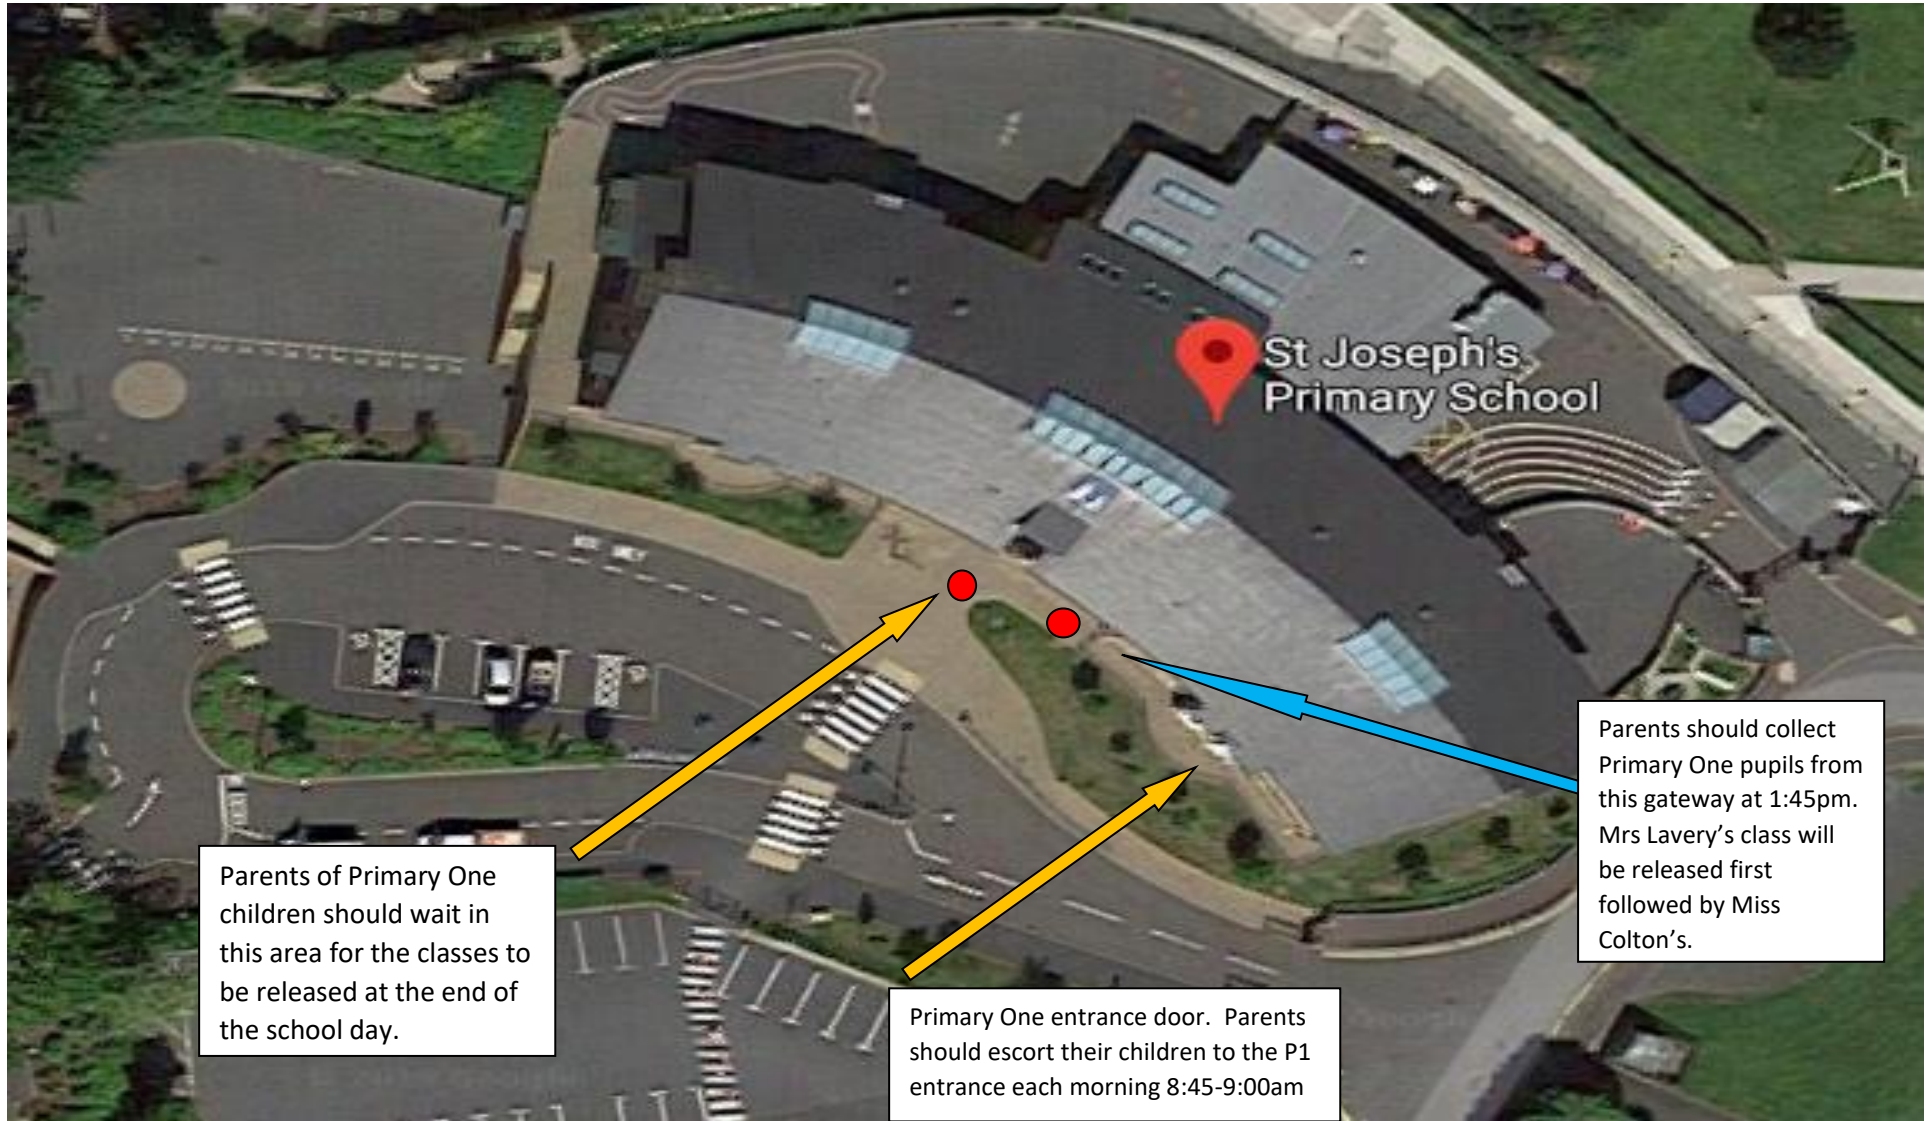 St Joseph's
Primary School
Parents should collect
Primary One pupils from
this gateway at 1:45pm.
Mrs Lavery’s class will
be released first
followed by Miss
Colton’s.
Parents of Primary One
children should wait in
this area for the classes to
be released at the end of
the school day.
Primary One entrance door.  Parents
should escort their children to the P1
entrance each morning 8:45-9:00am